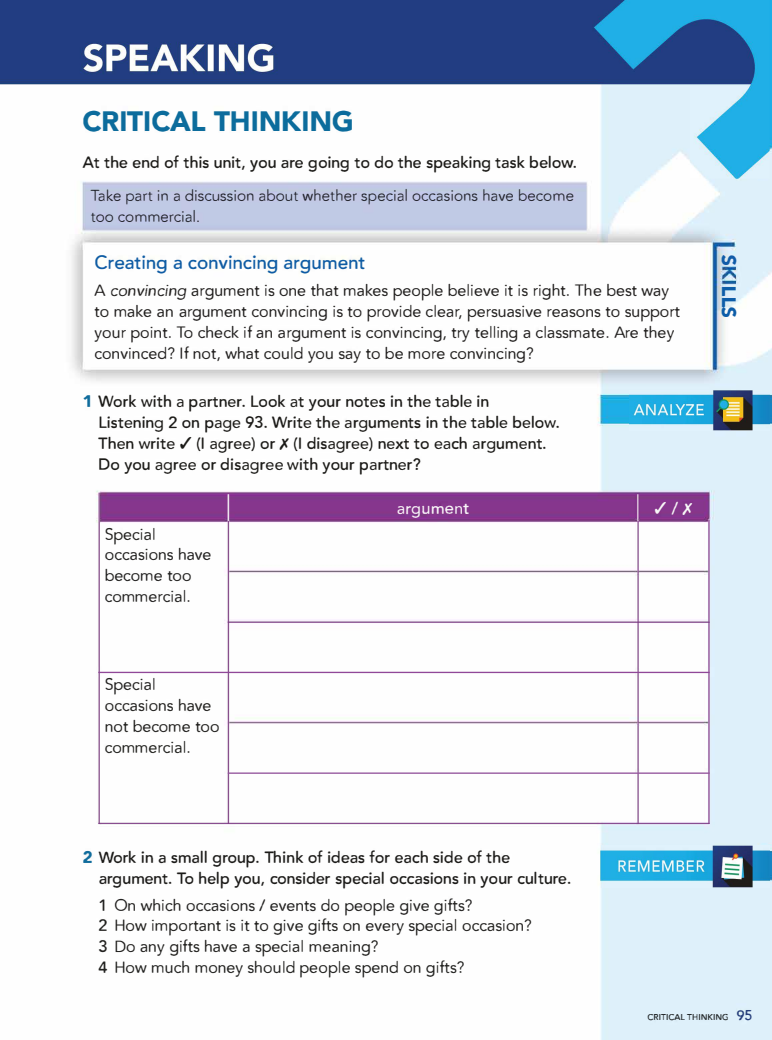 SPEAKING
CRITICAL THINKING
At the end of this unit, you are going to do the speaking task below.
Take part in a discussion about whether special occasions have become
too commercial.
Creating a convincing argument
A convincing argument is one that makes people believe it is right. The best way
to make an argument convincing is to provide clear, persuasive reasons to support
your point. To check if an argument is convincing, try telling a classmate. Are they
convinced? If not, what could you say to be more convincing?
SKILLS
1 Work with a partner. Look at your notes in the table in
Listening 2 on page 93. Write the arguments in the table below.
Then write ✓ (I agree) or ✗ (I disagree) next to each argument.
Do you agree or disagree with your partner?
ANALYZE
argument ✓ / ✗
Special
occasions have
become too
commercial.
Special
occasions have
not become too
commercial.
2 Work in a small group. Think of ideas for each side of the
argument. To help you, consider special occasions in your culture.
REMEMBER
1 On which occasions / events do people give gifts?
2 How important is it to give gifts on every special occasion?
3 Do any gifts have a special meaning?
4 How much money should people spend on gifts?
CRITICAL THINKING 95